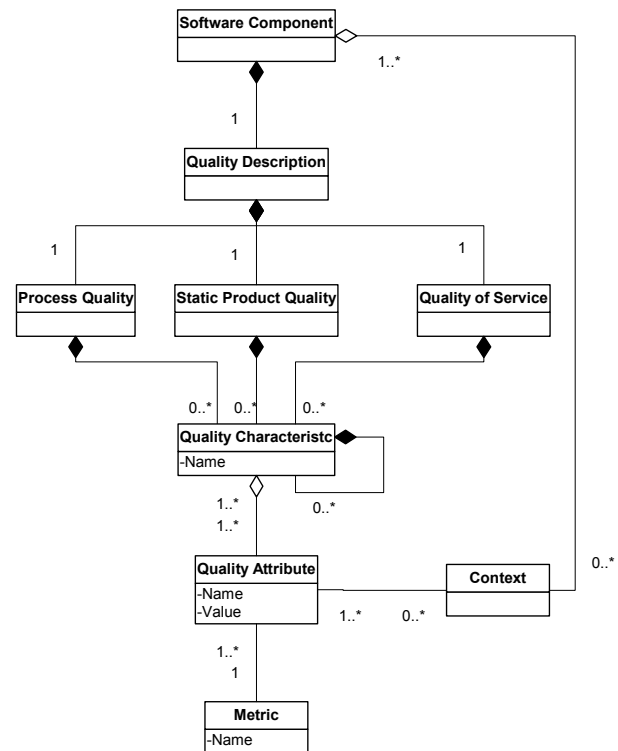 Software Component
1..*
1
Quality Description
1
1
1
Process Quality
Static Product Quality
Quality of Service
0..*
0..*
0..*
Quality Characteristc
-Name
1..*
0..*
1..*
Quality Attribute
-Name
-Value
Context
0..*
1..*
0..*
1..*
1
Metric
-Name